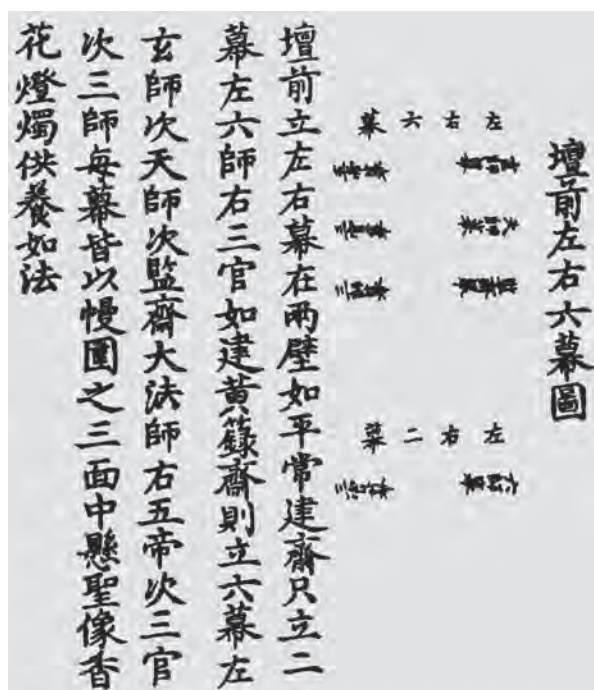 壇前左右六幕圖
左右六幕
左右二幕
壇前立左右幕在兩壁如平常建齋只立二
幕左六師右三官如建黃籙齋則立六幕左
玄師次天師次監齋大法師右五帝次三官
次三師每幕皆以幔圍之三面中懸聖像香
花燈燭供養如法